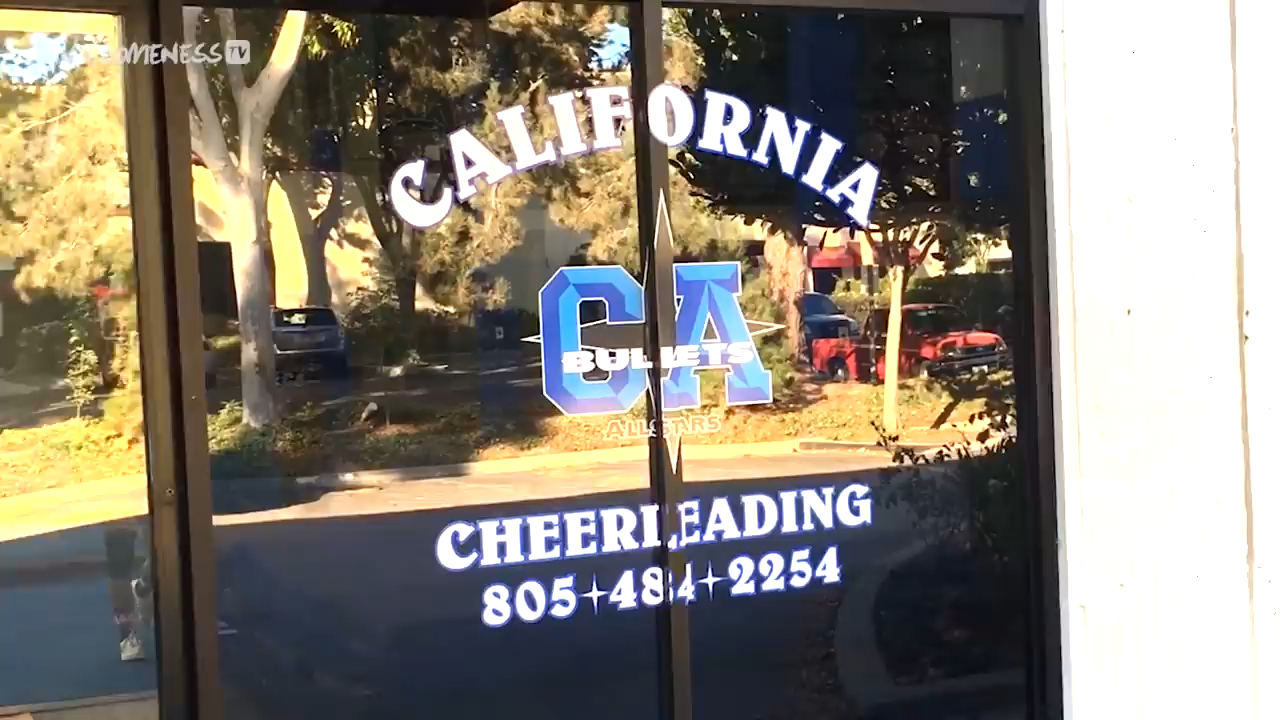 CALIFORNIA
CA
BULLETS
ALLSTARS
CHEERLEADING
805+484+2254